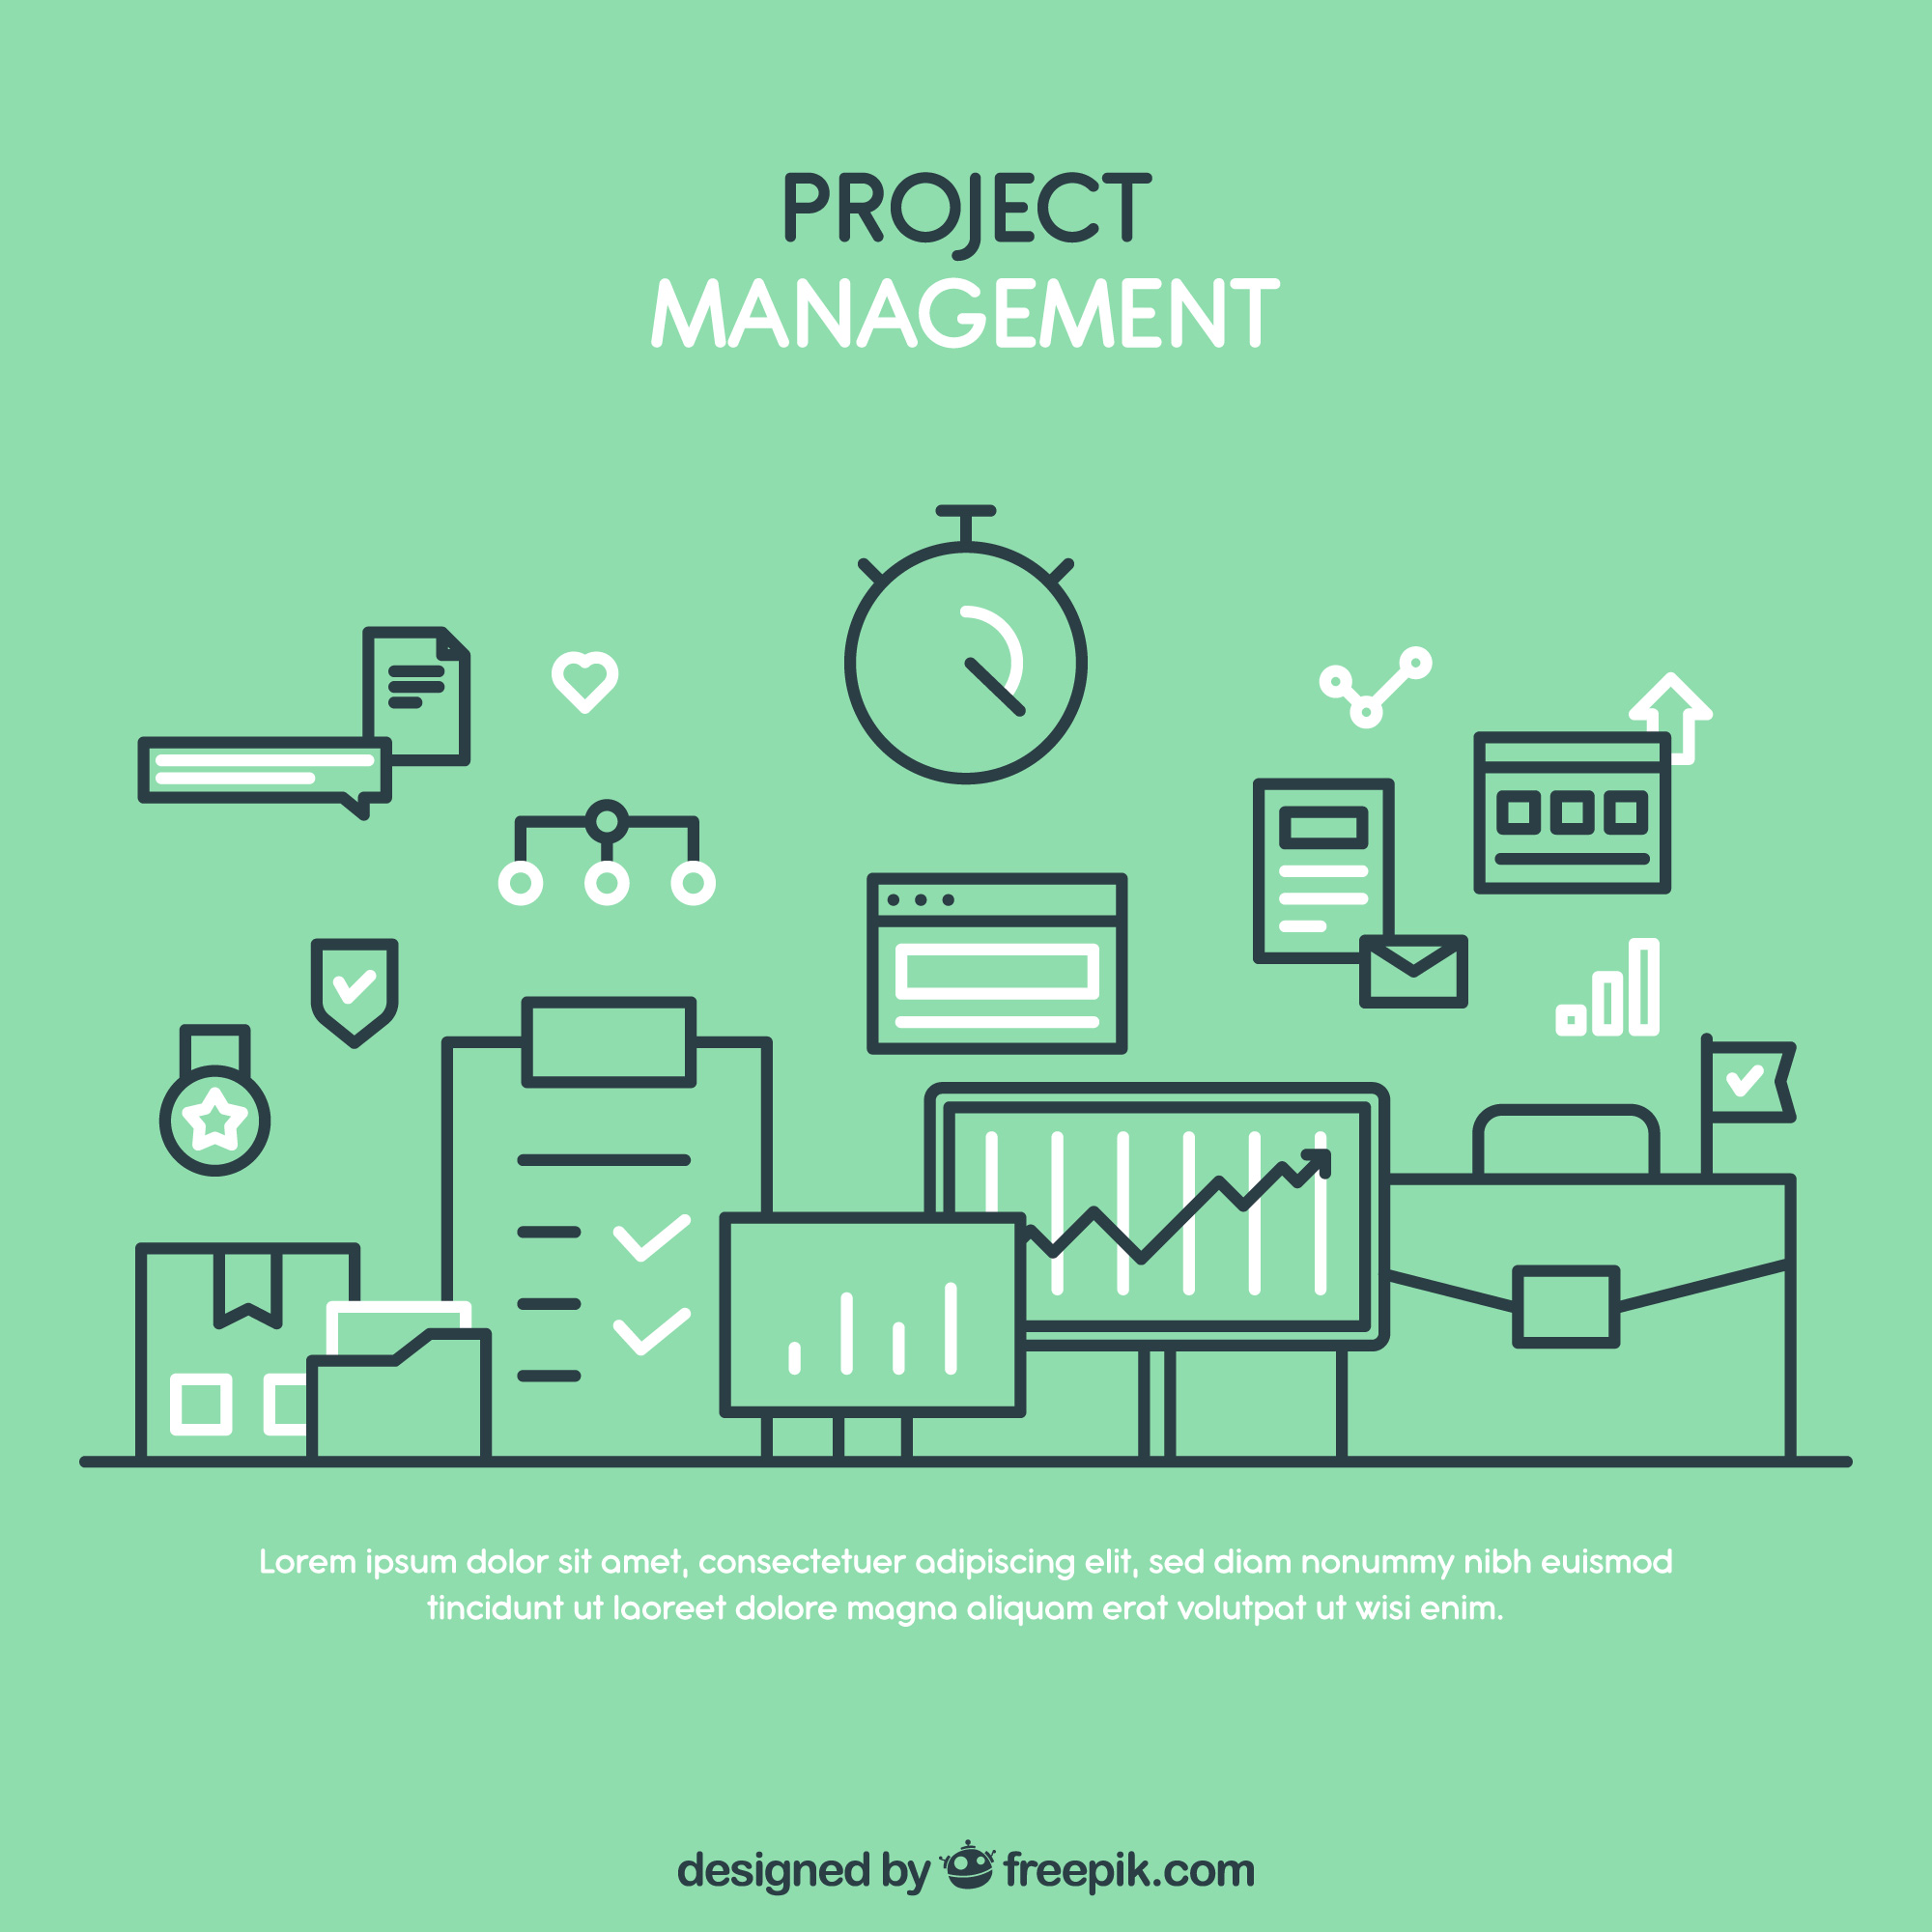 PROJECT
MANAGEMENT
Lorem ipsum dolor sit amet, consectetuer adipiscing elit, sed diam nonummy nibh euismod
tincidunt ut laoreet dolore magna aliquam erat volutpat ut wisi enim.
designed by freepik.com